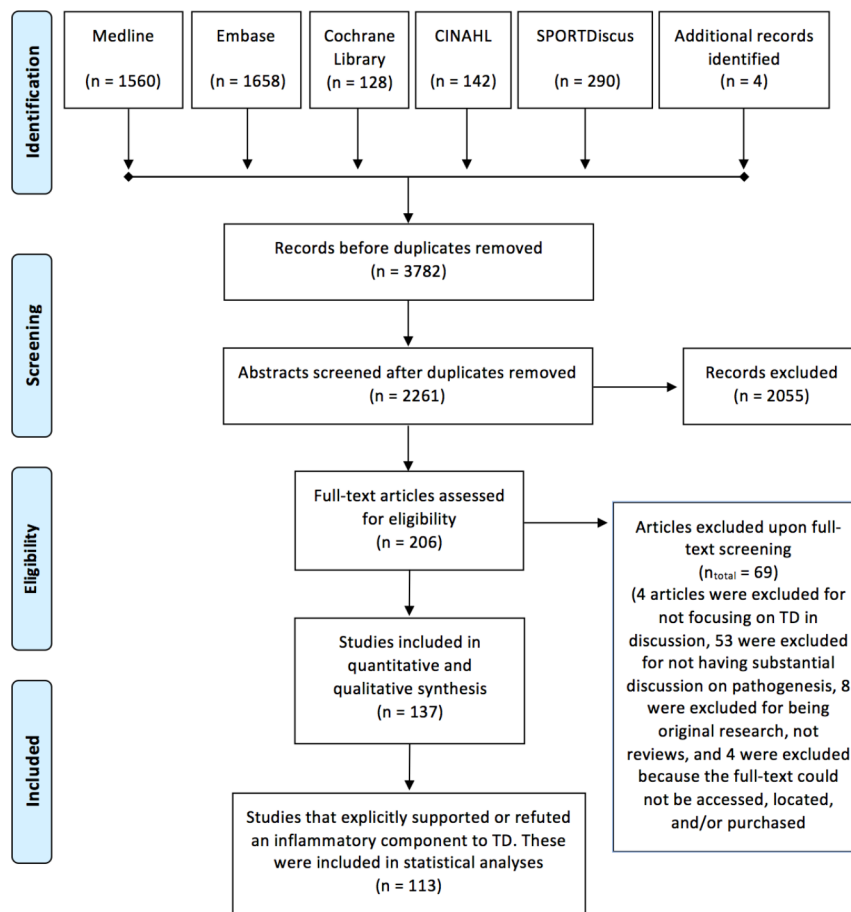 Identification
Medline
(n = 1560)
Embase
(n = 1658)
Cochrane
Library
(n = 128)
CINAHL
(n = 142)
SPORTDiscus
(n = 290)
Additional records
identified
(n = 4)
Records before duplicates removed
(n = 3782)
Screening
Abstracts screened after duplicates removed
(n = 2261)
Records excluded
(n = 2055)
Eligibility
Full-text articles assessed
for eligibility
(n = 206)
Articles excluded upon full-
text screening
(ntotal = 69)
(4 articles were excluded for
not focusing on TD in
discussion, 53 were excluded
for not having substantial
discussion on pathogenesis, 8
were excluded for being
original research, not
reviews, and 4 were excluded
because the full-text could
not be accessed, located,
and/or purchased
Studies included in
quantitative and
qualitative synthesis
(n = 137)
Included
Studies that explicitly supported or refuted
an inflammatory component to TD. These
were included in statistical analyses
(n = 113)